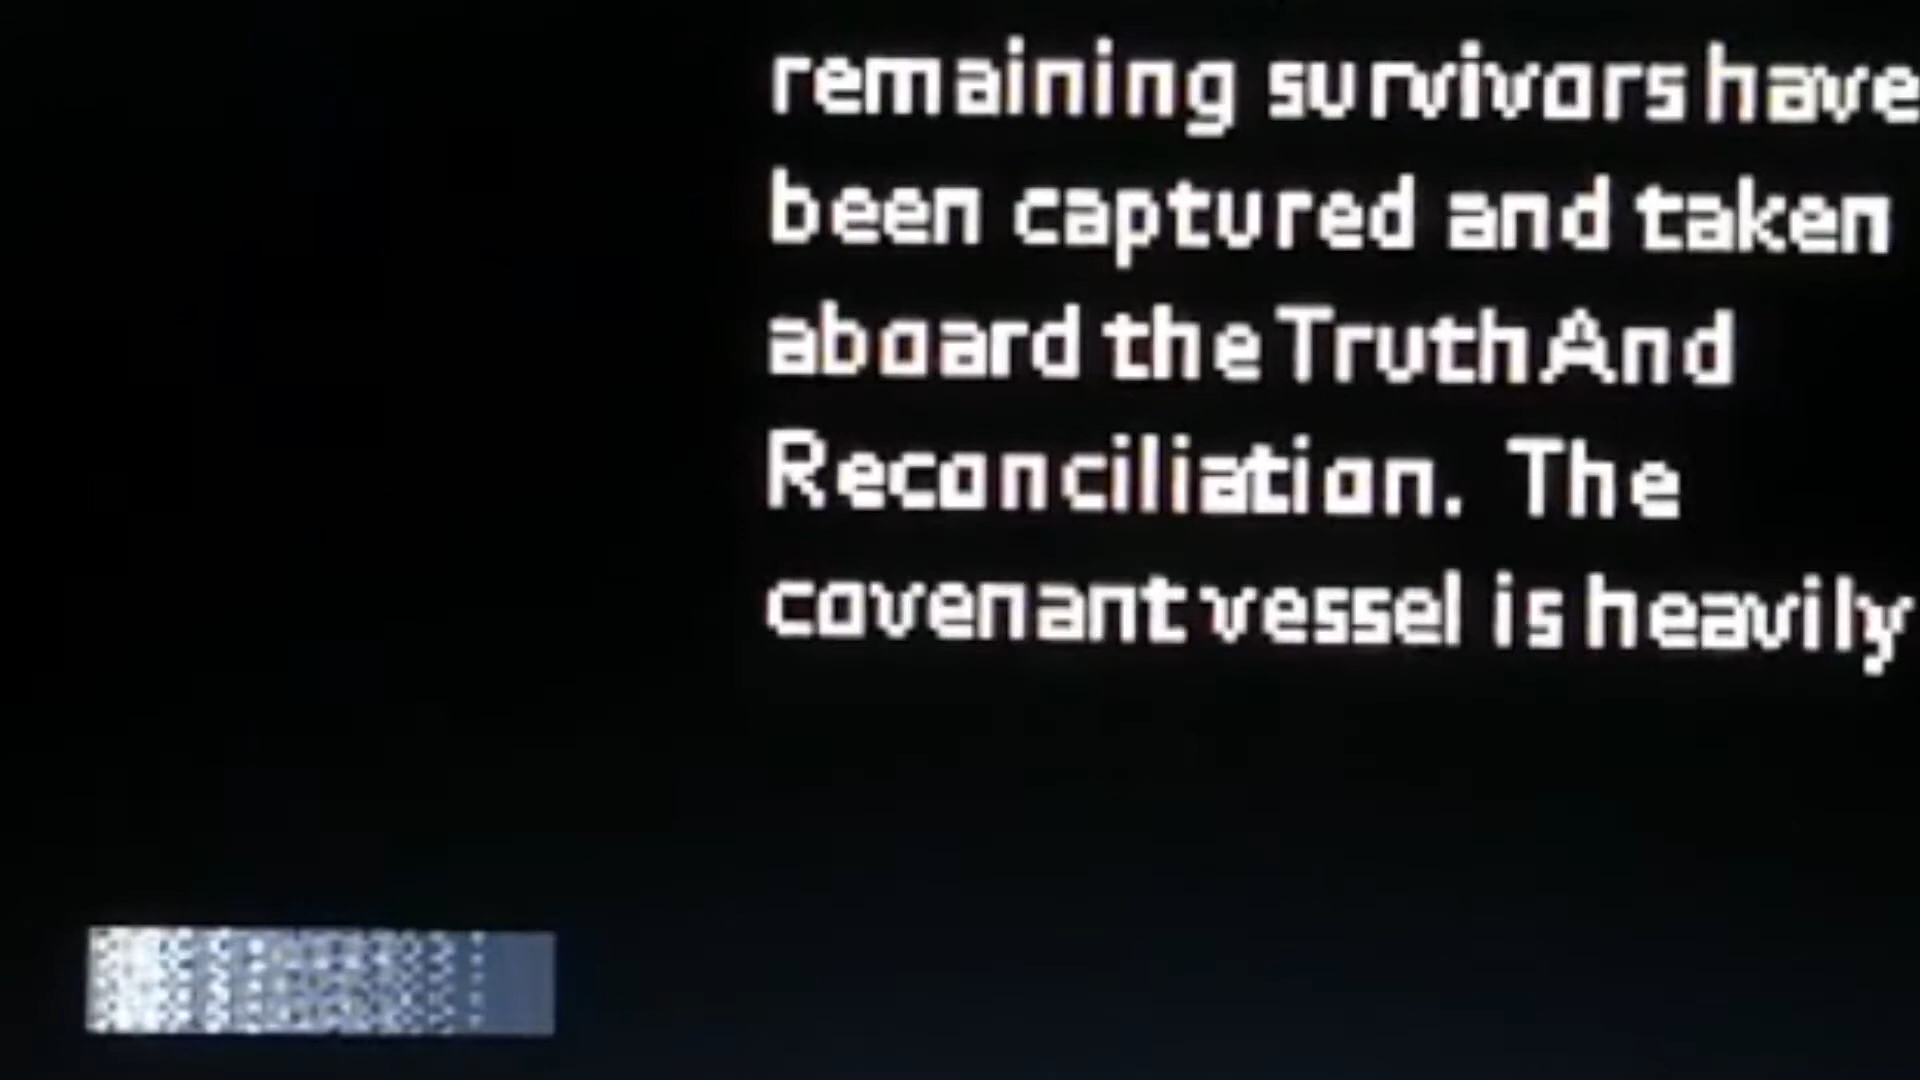 remaining survivors have
been captured and taken
aboard the Truth And
Reconciliation. The
covenant vessel is heavily